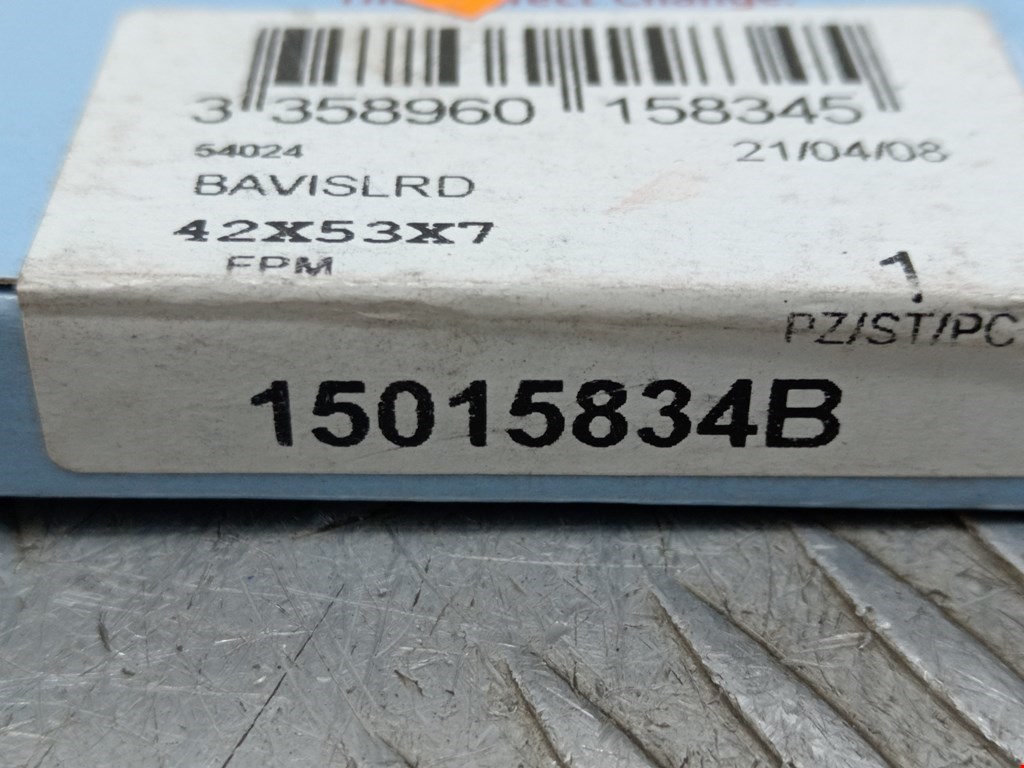 3 358960 158345
54024 21/04/08
BAVISLRD
42X53X7
FPM
1
PZ/ST/PC
15015834B